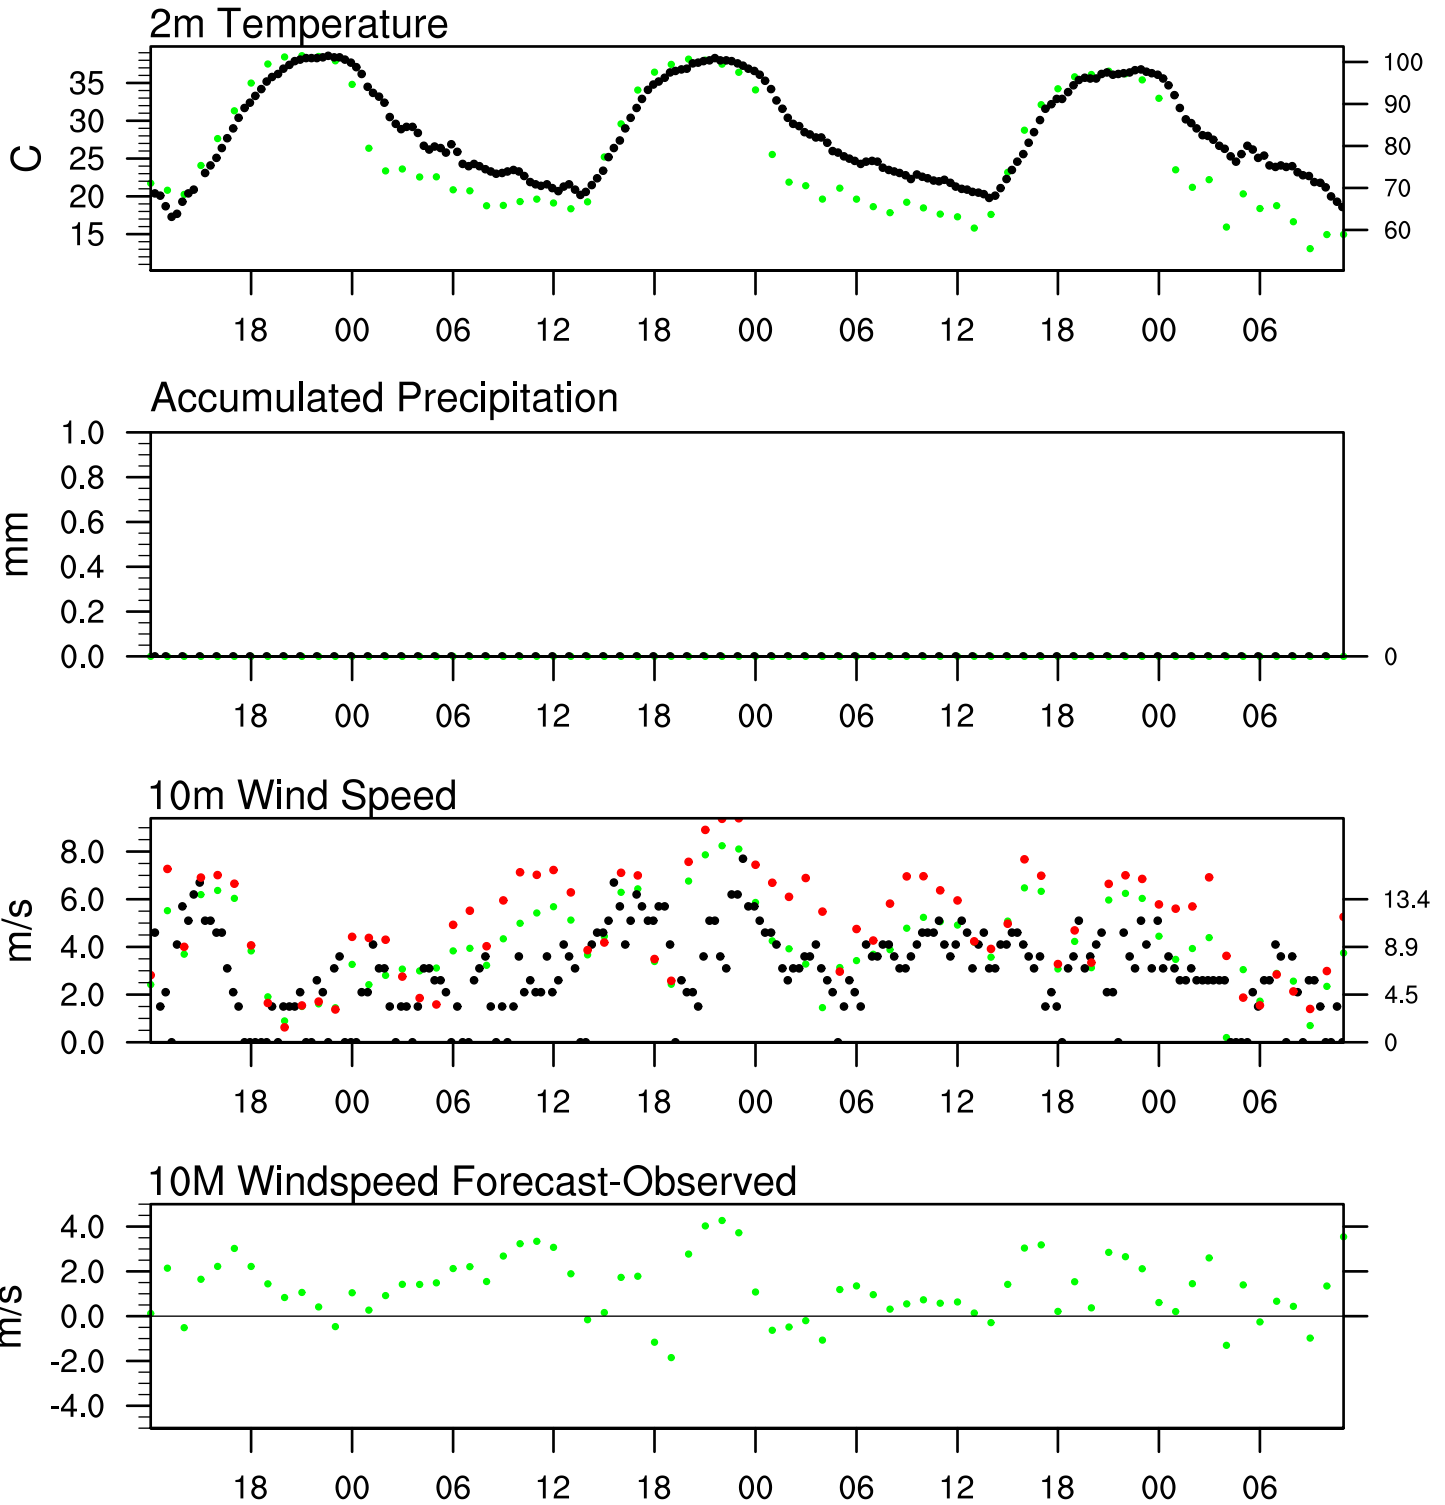 2m Temperature
C
35
30
25
20
15
100
90
80
70
60
18 00 06 12 18 00 06 12 18 00 06
Accumulated Precipitation
mm
1.0
0.8
0.6
0.4
0.2
0.0
0
18 00 06 12 18 00 06 12 18 00 06
10m Wind Speed
m/s
8.0
6.0
4.0
2.0
0.0
13.4
8.9
4.5
0
18 00 06 12 18 00 06 12 18 00 06
10M Windspeed Forecast-Observed
m/s
4.0
2.0
0.0
-2.0
-4.0
18 00 06 12 18 00 06 12 18 00 06